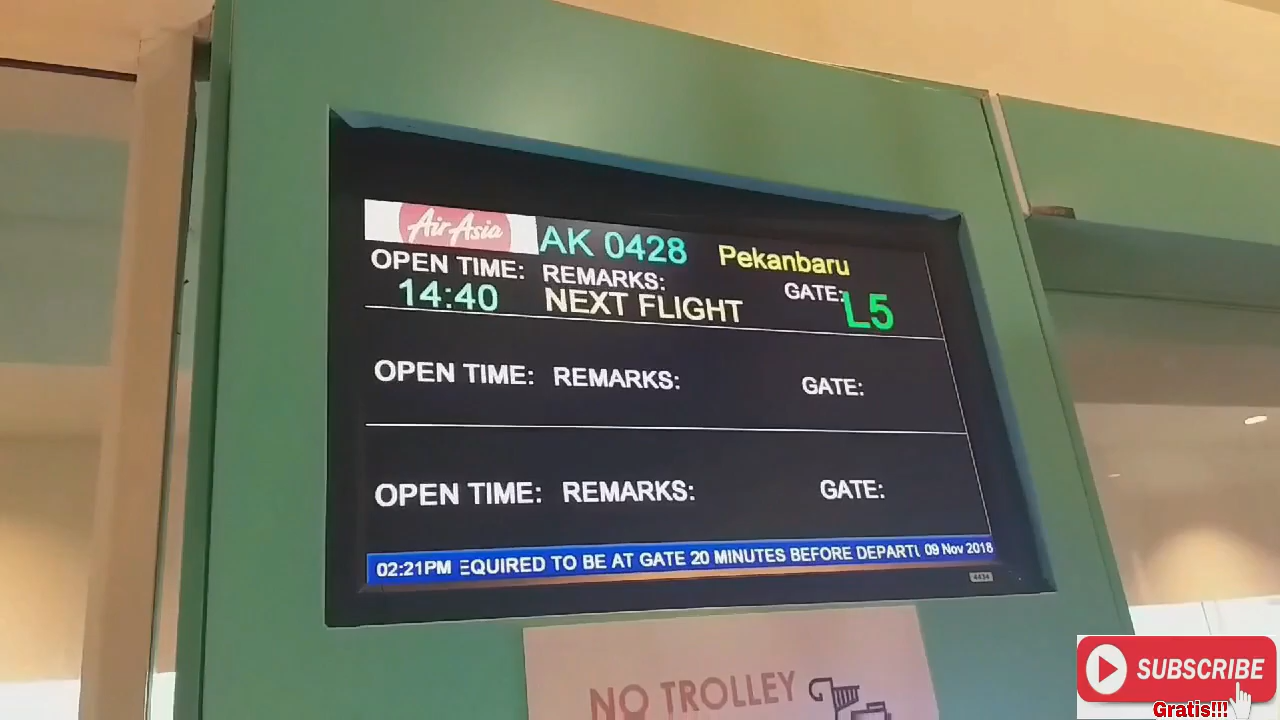 AirAsia AK 0428 Pekanbaru
OPEN TIME: REMARKS: GATE:
14:40 NEXT FLIGHT L5
OPEN TIME: REMARKS: GATE:
OPEN TIME: REMARKS: GATE:
02:21PM EQUIRED TO BE AT GATE 20 MINUTES BEFORE DEPARTU 09 Nov 2018
4434
NO TROLLEY
SUBSCRIBE
Gratis!!!